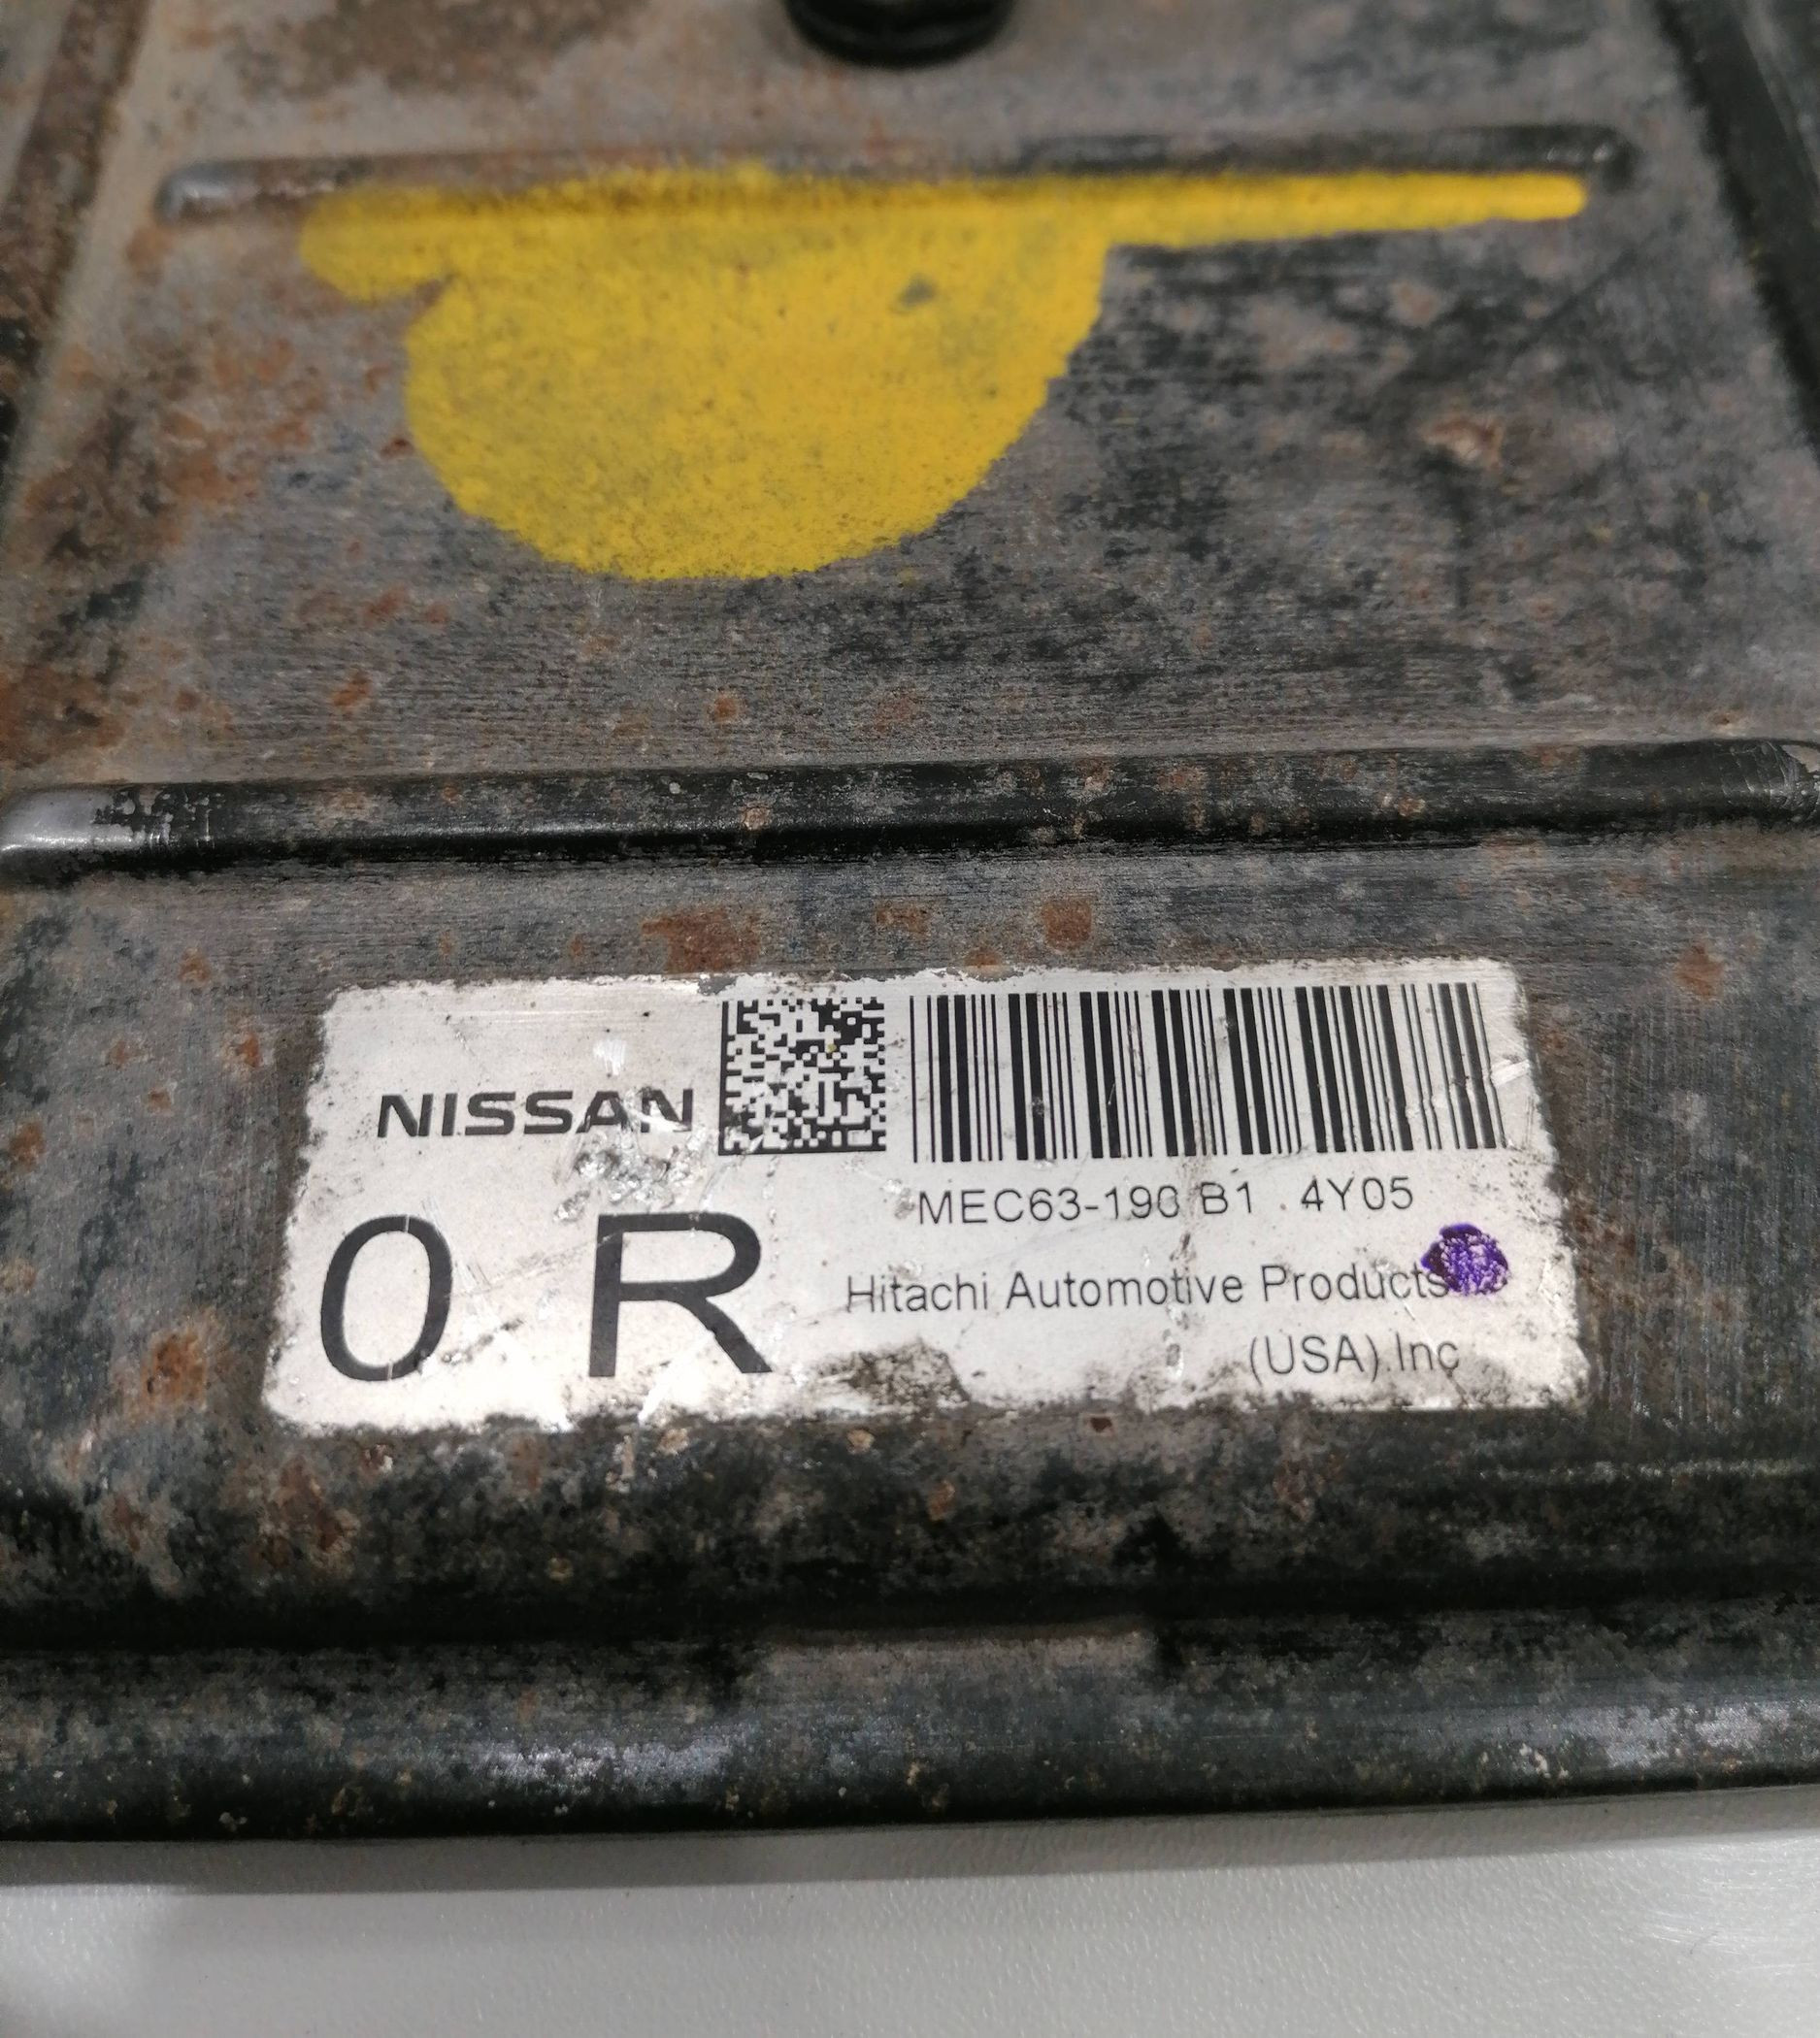 NISSAN
MEC63-190 B1 4Y05
0 R
Hitachi Automotive Products
(USA).Inc